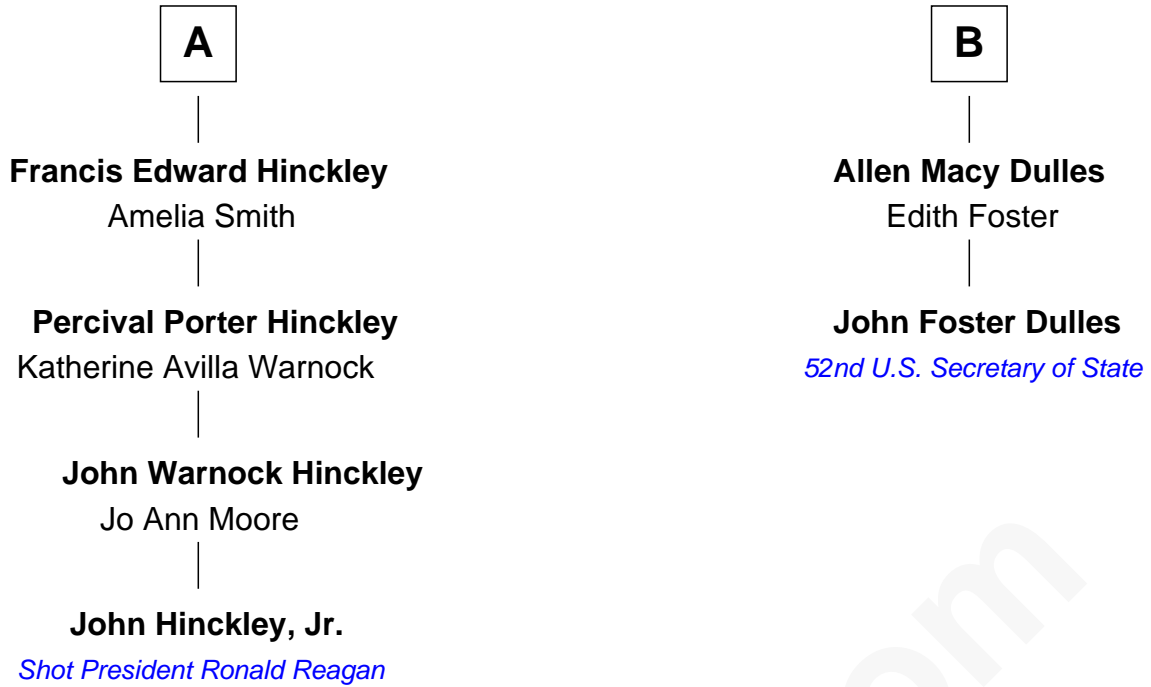 A
Francis Edward Hinckley
Amelia Smith
Percival Porter Hinckley
Katherine Avilla Warnock
John Warnock Hinckley
Jo Ann Moore
John Hinckley, Jr.
Shot President Ronald Reagan
B
Allen Macy Dulles
Edith Foster
John Foster Dulles
52nd U.S. Secretary of State
om